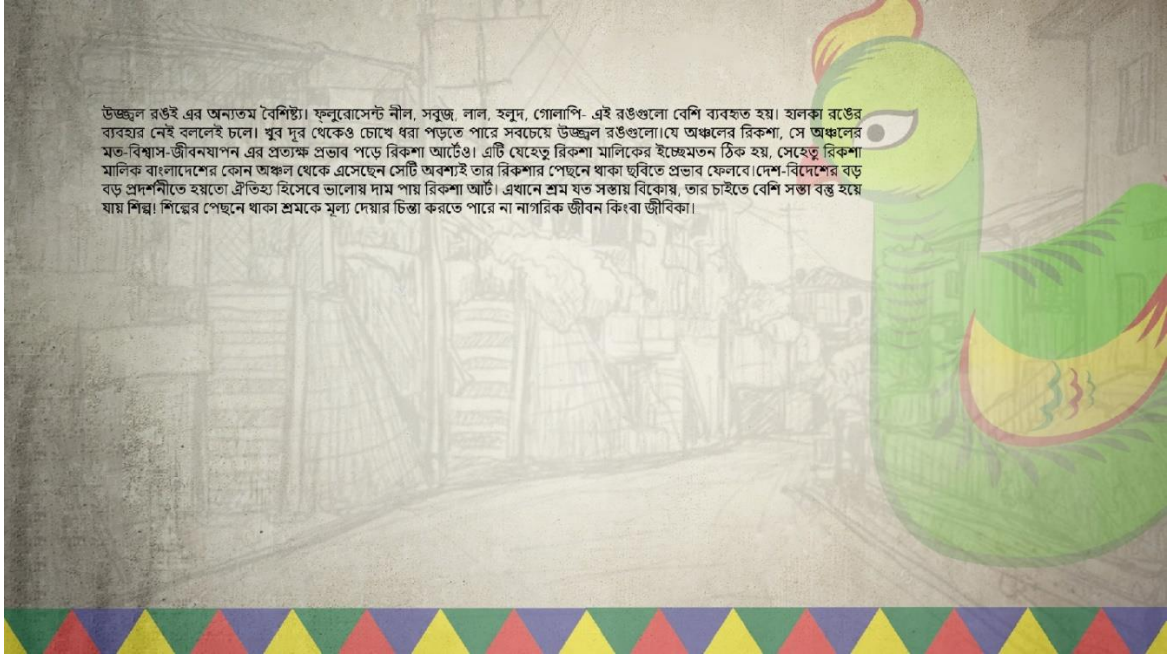 উজ্জ্বল রঙই এর অন্যতম বৈশিষ্ট্য। ফ্লুরোসেন্ট নীল, সবুজ, লাল, হলুদ, গোলাপি- এই রঙগুলো বেশি ব্যবহৃত হয়। হালকা রঙের
ব্যবহার নেই বললেই চলে। খুব দূর থেকেও চোখে ধরা পড়তে পারে সবচেয়ে উজ্জ্বল রঙগুলো।যে অঞ্চলের রিকশা, সে অঞ্চলের
মত-বিশ্বাস-জীবনযাপন এর প্রত্যক্ষ প্রভাব পড়ে রিকশা আর্টেও। এটি যেহেতু রিকশা মালিকের ইচ্ছেমতন ঠিক হয়, সেহেতু রিকশা
মালিক বাংলাদেশের কোন অঞ্চল থেকে এসেছেন সেটি অবশ্যই তার রিকশার পেছনে থাকা ছবিতে প্রভাব ফেলবে।দেশ-বিদেশের বড়
বড় প্রদর্শনীতে হয়তো ঐতিহ্য হিসেবে ভালোয় দাম পায় রিকশা আর্ট। এখানে শ্রম যত সস্তায় বিকোয়, তার চাইতে বেশি সস্তা বস্তু হয়ে
যায় শিল্প! শিল্পের পেছনে থাকা শ্রমকে মূল্য দেয়ার চিন্তা করতে পারে না নাগরিক জীবন কিংবা জীবিকা।